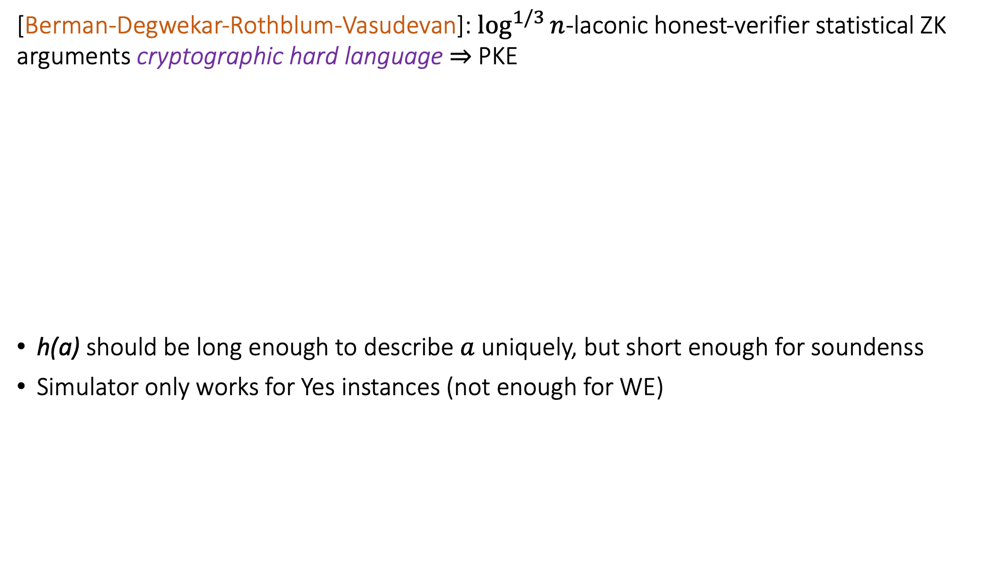 [Berman-Degwekar-Rothblum-Vasudevan]: log^{1/3} n-laconic honest-verifier statistical ZK
arguments cryptographic hard language ⇒ PKE
• h(a) should be long enough to describe a uniquely, but short enough for soundenss
• Simulator only works for Yes instances (not enough for WE)